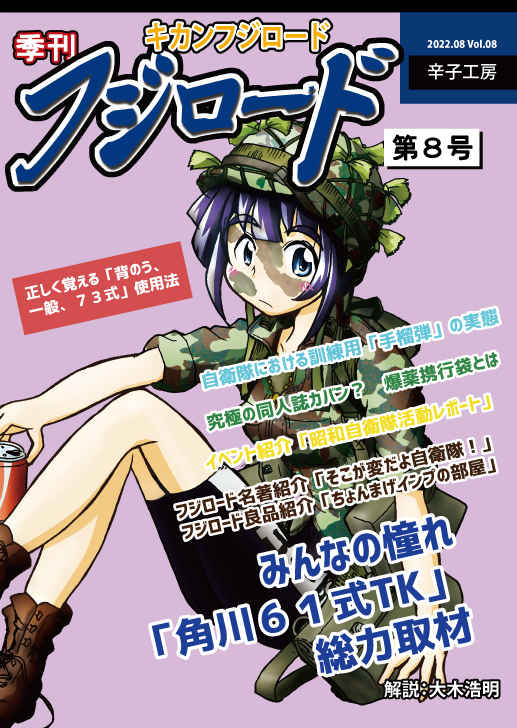 季刊
キカンフジロード
フジロード
2022.08 Vol.08
辛子工房
第８号
正しく覚える「背のう、
一般、７３式」使用法
自衛隊における訓練用「手榴弾」の実態
究極の同人誌カバン？　爆薬携行袋とは
イベント紹介「昭和自衛隊活動レポート」
フジロード名著紹介「そこが変だよ自衛隊！」
フジロード良品紹介「ちょんまげインプの部屋」
みんなの憧れ
「角川６１式TK」
総力取材
解説：大木浩明